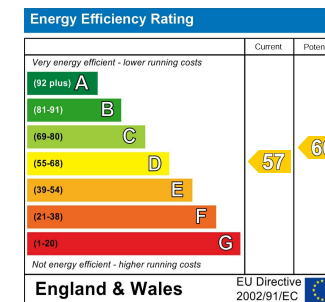 Energy Efficiency Rating
Current
Very energy efficient - lower running costs
(92 plus) A
(81-91) B
(69-80) C
(55-68) D
57
(39-54) E
(21-38) F
(1-20) G
Not energy efficient - higher running costs
England & Wales
EU Directive
2002/91/EC